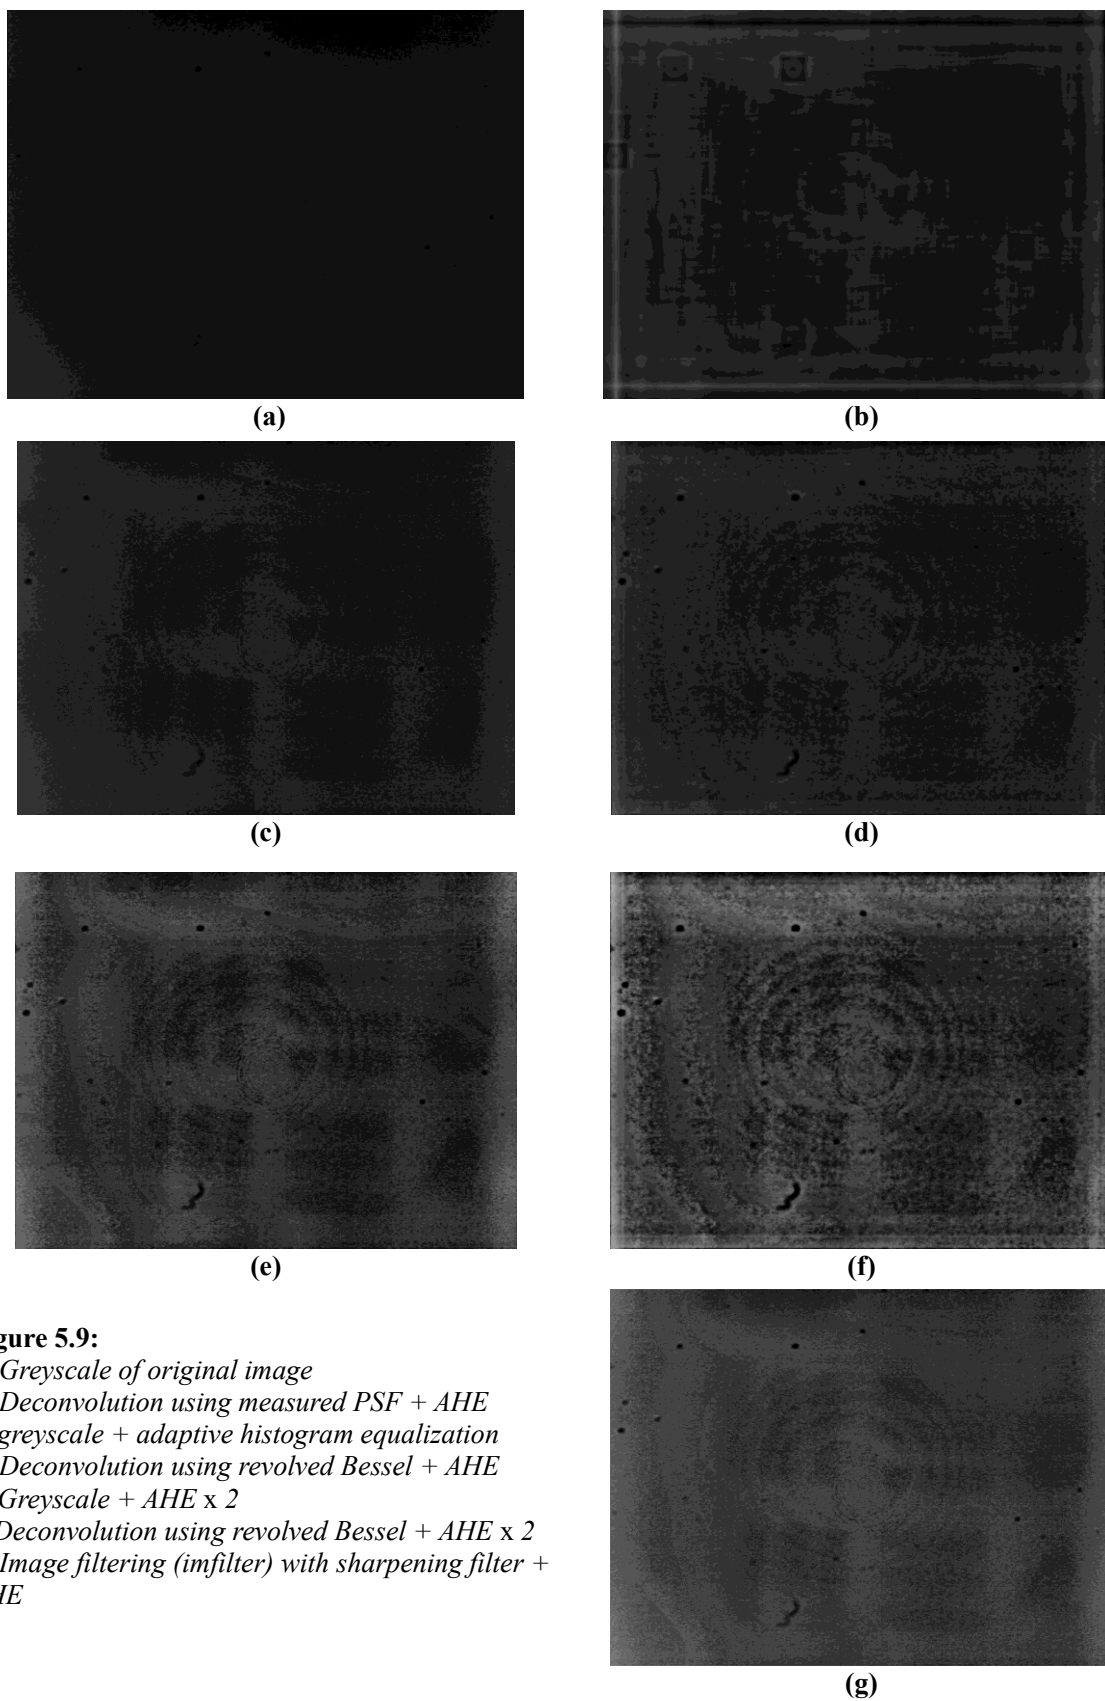 (a)
(b)
(c)
(d)
(e)
(f)
gure 5.9:
Greyscale of original image
Deconvolution using measured PSF + AHE
greyscale + adaptive histogram equalization
Deconvolution using revolved Bessel + AHE
Greyscale + AHE x 2
Deconvolution using revolved Bessel + AHE x 2
Image filtering (imfilter) with sharpening filter +
HE
(g)